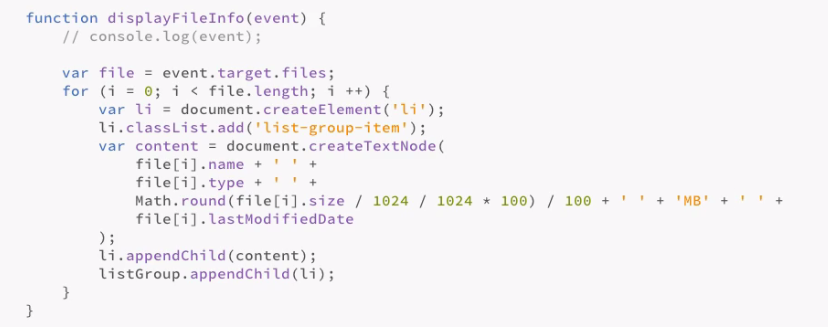 function displayFileInfo(event) {
    // console.log(event);

    var file = event.target.files;
    for (i = 0; i < file.length; i ++) {
        var li = document.createElement('li');
        li.classList.add('list-group-item');
        var content = document.createTextNode(
            file[i].name + ' ' +
            file[i].type + ' ' +
            Math.round(file[i].size / 1024 / 1024 * 100) / 100 + ' ' + 'MB' + ' ' +
            file[i].lastModifiedDate
        );
        li.appendChild(content);
        listGroup.appendChild(li);
    }
}